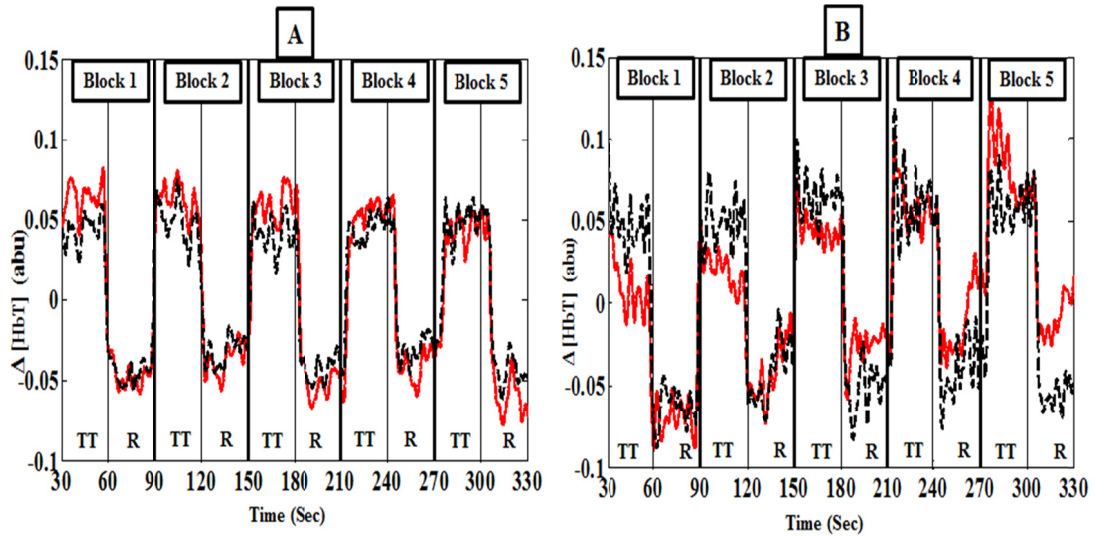 A
Block 1 Block 2 Block 3 Block 4 Block 5
0.15
0.1
0.05
0
-0.05
-0.1
Δ [HbT] (abu)
TT R TT R TT R TT R TT R
30 60 90 120 150 180 210 240 270 300 330
Time (Sec)
B
Block 1 Block 2 Block 3 Block 4 Block 5
0.15
0.1
0.05
0
-0.05
-0.1
Δ [HbT] (abu)
TT R TT R TT R TT R TT R
30 60 90 120 150 180 210 240 270 300 330
Time (Sec)